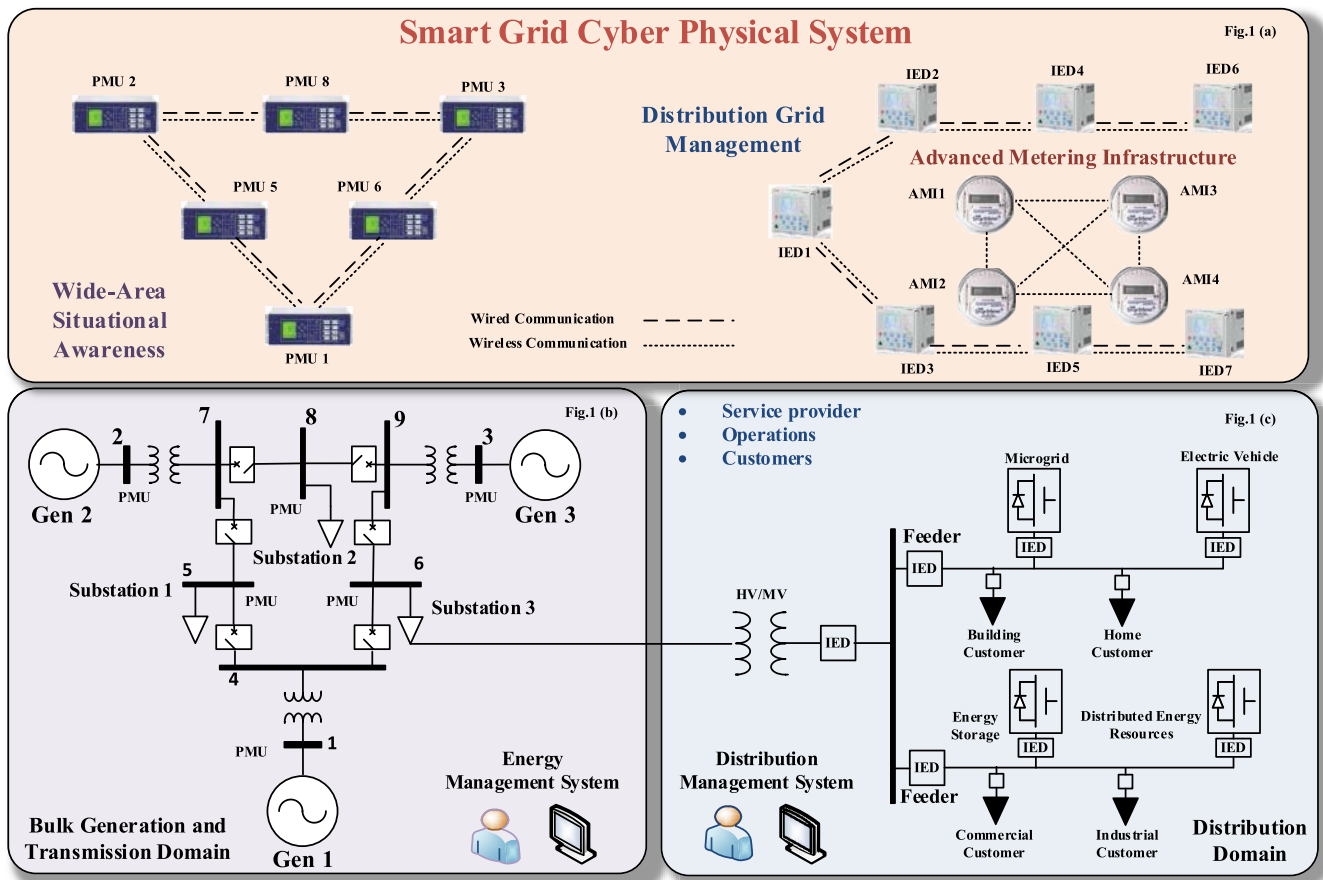 Smart Grid Cyber Physical System
Fig.1 (a)
PMU 2
PMU 8
PMU 3
PMU 5
PMU 6
PMU 1
Wide-Area
Situational
Awareness
Wired Communication
Wireless Communication
Distribution Grid
Management
IED2
IED4
IED6
IED1
Advanced Metering Infrastructure
AMI1
AMI3
AMI2
AMI4
IED3
IED5
IED7
Fig.1 (b)
7
8
9
2
3
PMU
PMU
PMU
Gen 2
Gen 3
Substation 2
5
6
Substation 1
PMU
PMU
Substation 3
4
PMU
1
Gen 1
Energy
Management System
Bulk Generation and
Transmission Domain
Fig.1 (c)
• Service provider
• Operations
• Customers
Microgrid
Electric Vehicle
Feeder
IED
IED
IED
HV/MV
IED
Building
Customer
Home
Customer
Energy
Storage
Distributed Energy
Resources
IED
IED
IED
Feeder
Distribution
Management System
Commercial
Customer
Industrial
Customer
Distribution
Domain